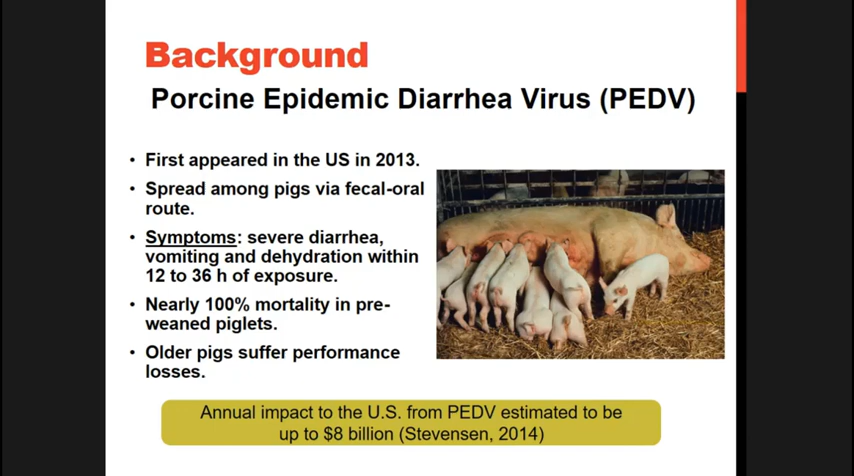 Background
Porcine Epidemic Diarrhea Virus (PEDV)
• First appeared in the US in 2013.
• Spread among pigs via fecal-oral
route.
• Symptoms: severe diarrhea,
vomiting and dehydration within
12 to 36 h of exposure.
• Nearly 100% mortality in pre-
weaned piglets.
• Older pigs suffer performance
losses.
Annual impact to the U.S. from PEDV estimated to be
up to $8 billion (Stevensen, 2014)